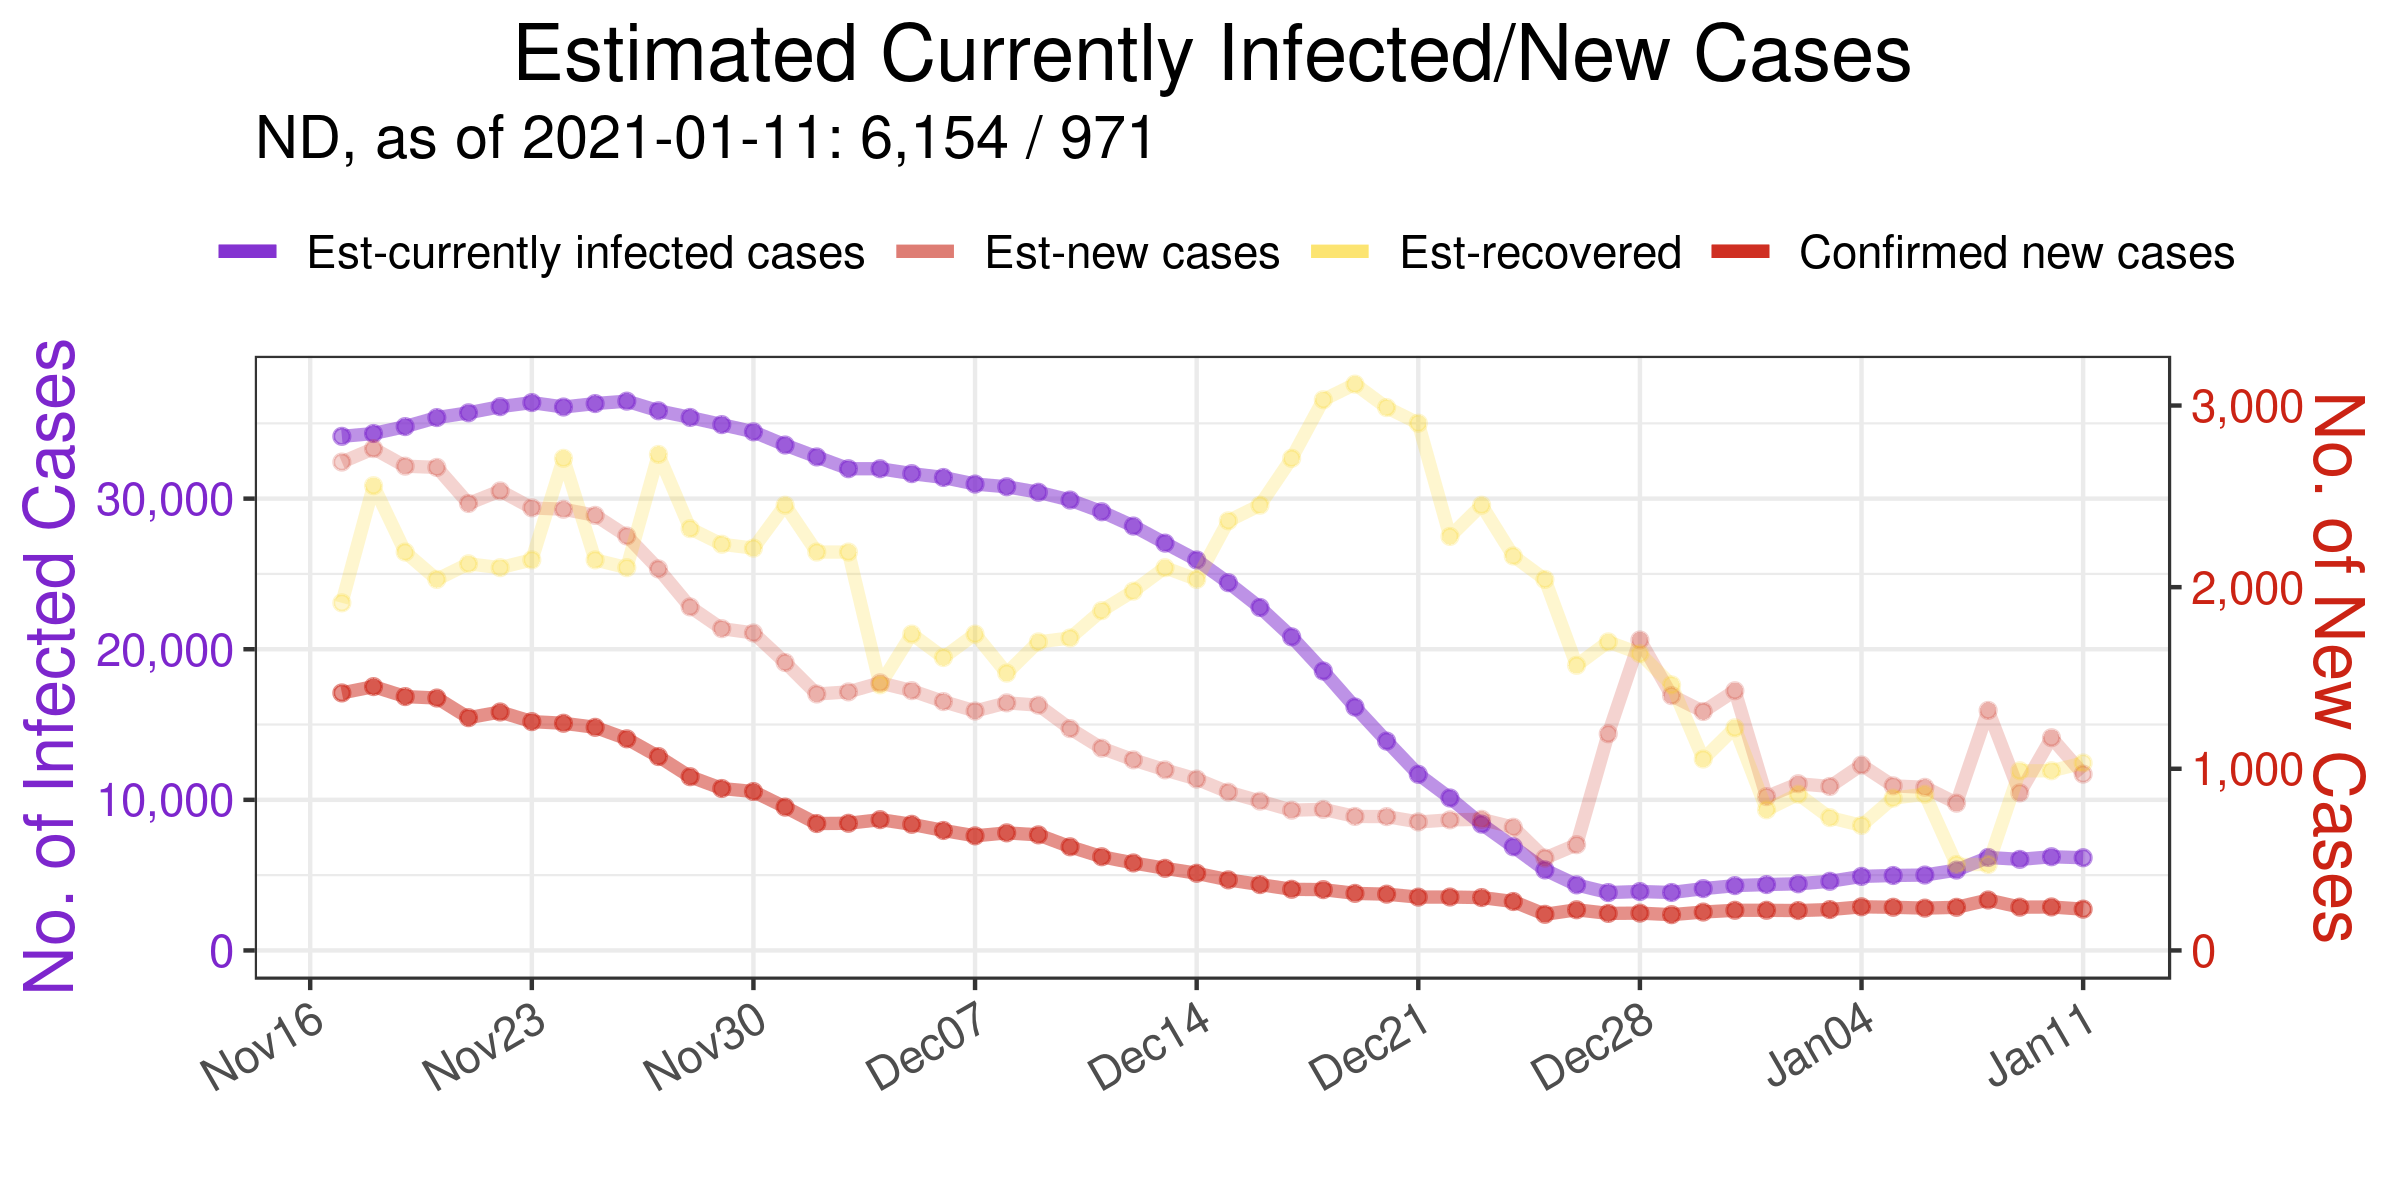 Estimated Currently Infected/New Cases
ND, as of 2021-01-11: 6,154 / 971
Est-currently infected cases Est-new cases Est-recovered Confirmed new cases
No. of Infected Cases
30,000
20,000
10,000
0
3,000
2,000
1,000
0
No. of New Cases
Nov16 Nov23 Nov30 Dec07 Dec14 Dec21 Dec28 Jan04 Jan11